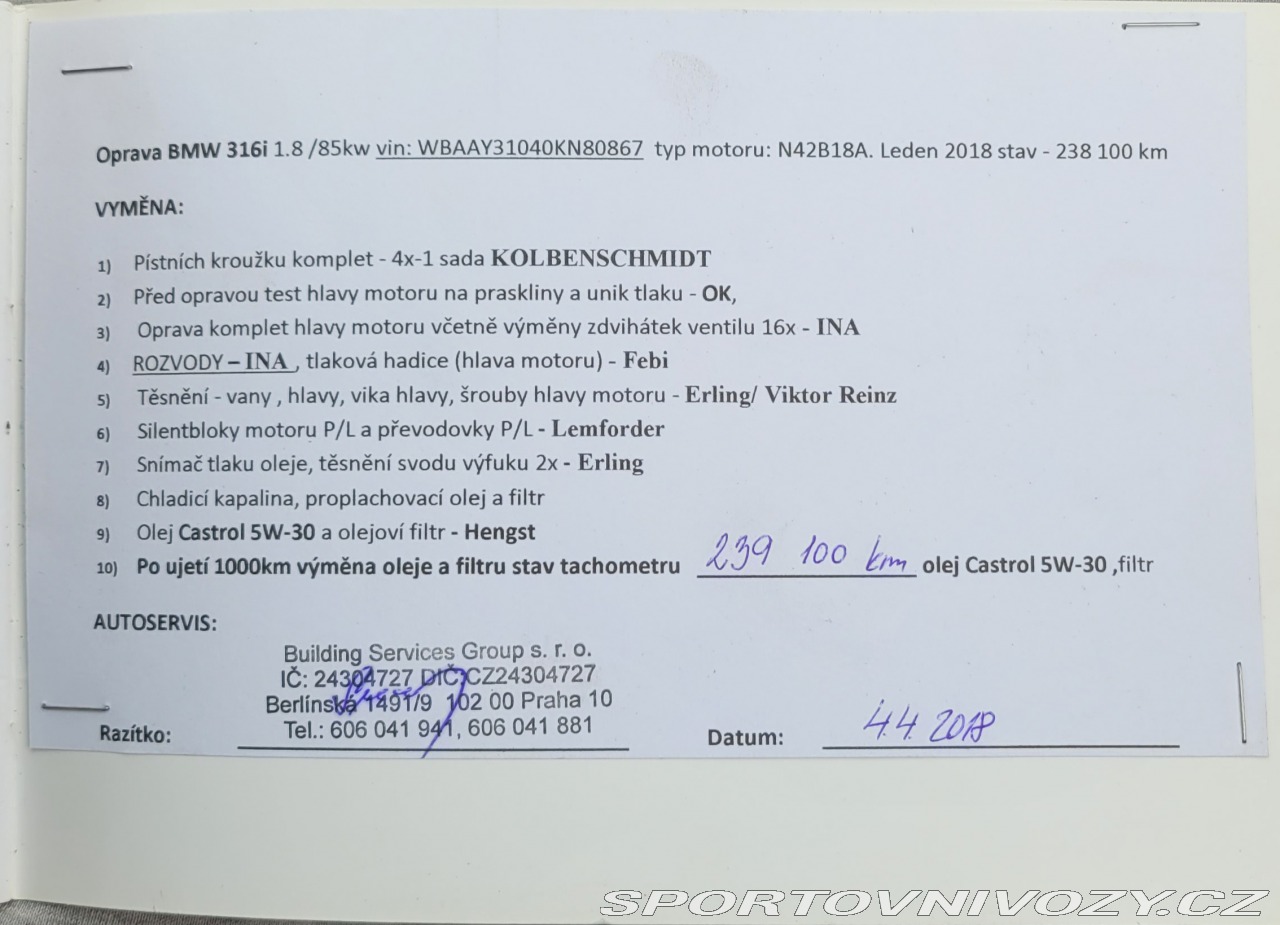 Oprava BMW 316i 1.8 /85kw vin: WBAAY31040KN80867 typ motoru: N42B18A. Leden 2018 stav - 238 100 km
VYMĚNA:
1) Pístních kroužku komplet - 4x-1 sada KOLBENSCHMIDT
2) Před opravou test hlavy motoru na praskliny a unik tlaku - OK,
3) Oprava komplet hlavy motoru včetně výměny zdvihátek ventilu 16x - INA
4) ROZVODY – INA , tlaková hadice (hlava motoru) - Febi
5) Těsnění - vany , hlavy, vika hlavy, šrouby hlavy motoru - Erling/ Viktor Reinz
6) Silentbloky motoru P/L a převodovky P/L - Lemforder
7) Snímač tlaku oleje, těsnění svodu výfuku 2x - Erling
8) Chladicí kapalina, proplachovací olej a filtr
9) Olej Castrol 5W-30 a olejoví filtr - Hengst
10) Po ujetí 1000km výměna oleje a filtru stav tachometru 239 100 km olej Castrol 5W-30 ,filtr
AUTOSERVIS:
Building Services Group s. r. o.
IČ: 24304727 DIČ CZ24304727
Berlínská 1491/9 102 00 Praha 10
Tel.: 606 041 941, 606 041 881
Razítko:
Datum: 4.4. 2018
SPORTOVNIVOZY.CZ